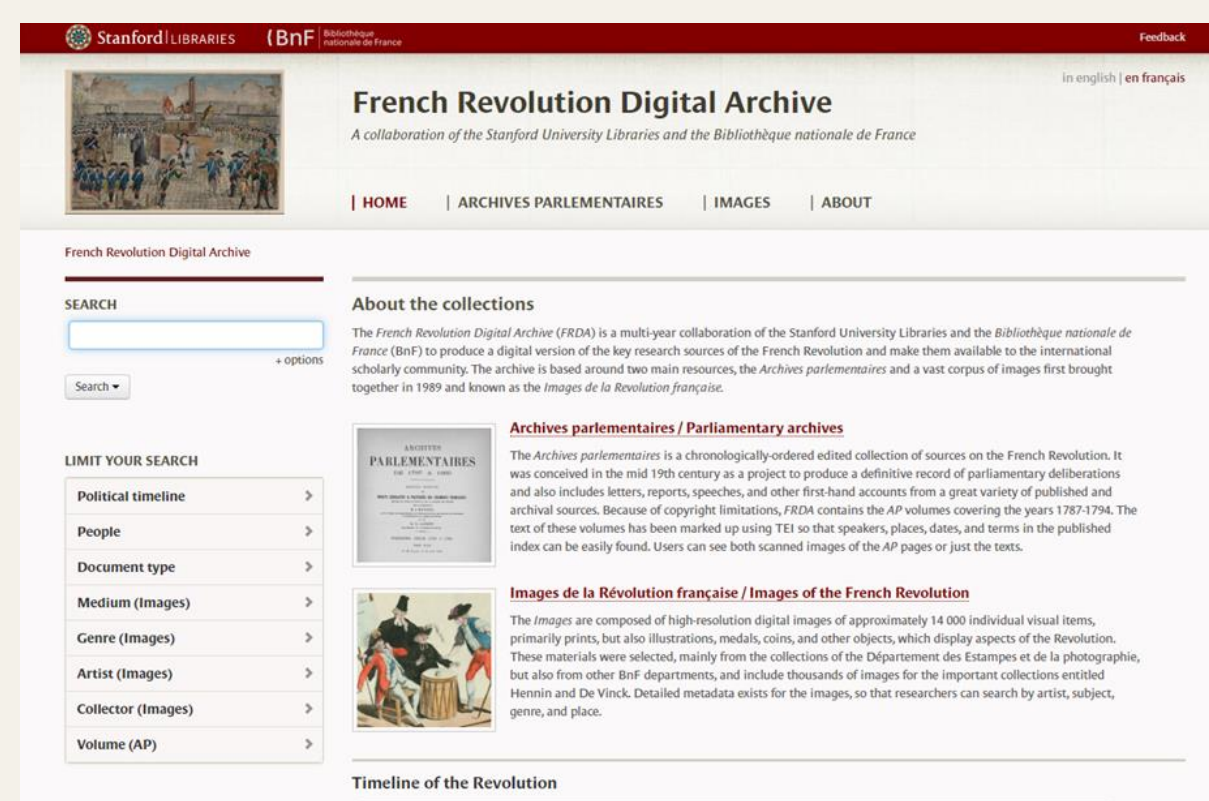 Stanford LIBRARIES
{BnF Bibliothèque
nationale de France
Feedback
in english | en français
French Revolution Digital Archive
A collaboration of the Stanford University Libraries and the Bibliothèque nationale de France
HOME | ARCHIVES PARLEMENTAIRES | IMAGES | ABOUT
French Revolution Digital Archive
SEARCH
+ options
Search
LIMIT YOUR SEARCH
Political timeline
People
Document type
Medium (Images)
Genre (Images)
Artist (Images)
Collector (Images)
Volume (AP)
About the collections
The French Revolution Digital Archive (FRDA) is a multi-year collaboration of the Stanford University Libraries and the Bibliothèque nationale de
France (BnF) to produce a digital version of the key research sources of the French Revolution and make them available to the international
scholarly community. The archive is based around two main resources, the Archives parlementaires and a vast corpus of images first brought
together in 1989 and known as the Images de la Revolution française.
ARCHIVES
PARLEMENTAIRES
Archives parlementaires / Parliamentary archives
The Archives parlementaires is a chronologically-ordered edited collection of sources on the French Revolution. It
was conceived in the mid 19th century as a project to produce a definitive record of parliamentary deliberations
and also includes letters, reports, speeches, and other first-hand accounts from a great variety of published and
archival sources. Because of copyright limitations, FRDA contains the AP volumes covering the years 1787-1794. The
text of these volumes has been marked up using TEI so that speakers, places, dates, and terms in the published
index can be easily found. Users can see both scanned images of the AP pages or just the texts.
Images de la Révolution française / Images of the French Revolution
The Images are composed of high-resolution digital images of approximately 14 000 individual visual items,
primarily prints, but also illustrations, medals, coins, and other objects, which display aspects of the Revolution.
These materials were selected, mainly from the collections of the Département des Estampes et de la photographie,
but also from other BnF departments, and include thousands of images for the important collections entitled
Hennin and De Vinck. Detailed metadata exists for the images, so that researchers can search by artist, subject,
genre, and place.
Timeline of the Revolution